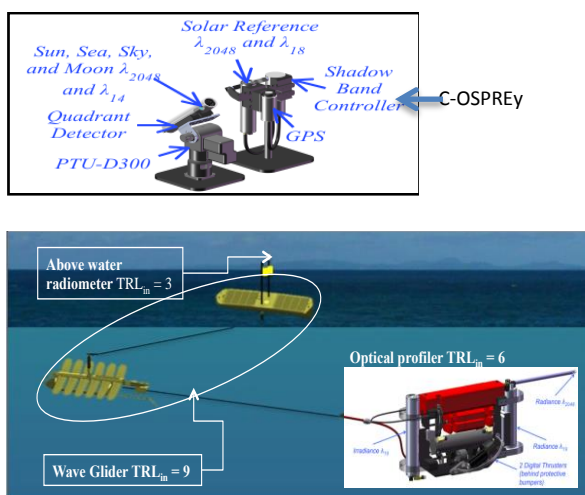 Solar Reference
λ2048 and λ18
Sun, Sea, Sky,
and Moon λ2048
and λ14
Shadow
Band
Controller
C-OSPREy
Quadrant
Detector
GPS
PTU-D300
Above water
radiometer TRLin = 3
Optical profiler TRLin = 6
Radiance λ2048
Irradiance λ19
Radiance λ19
2 Digital Thrusters
(behind protective
bumpers)
Wave Glider TRLin = 9